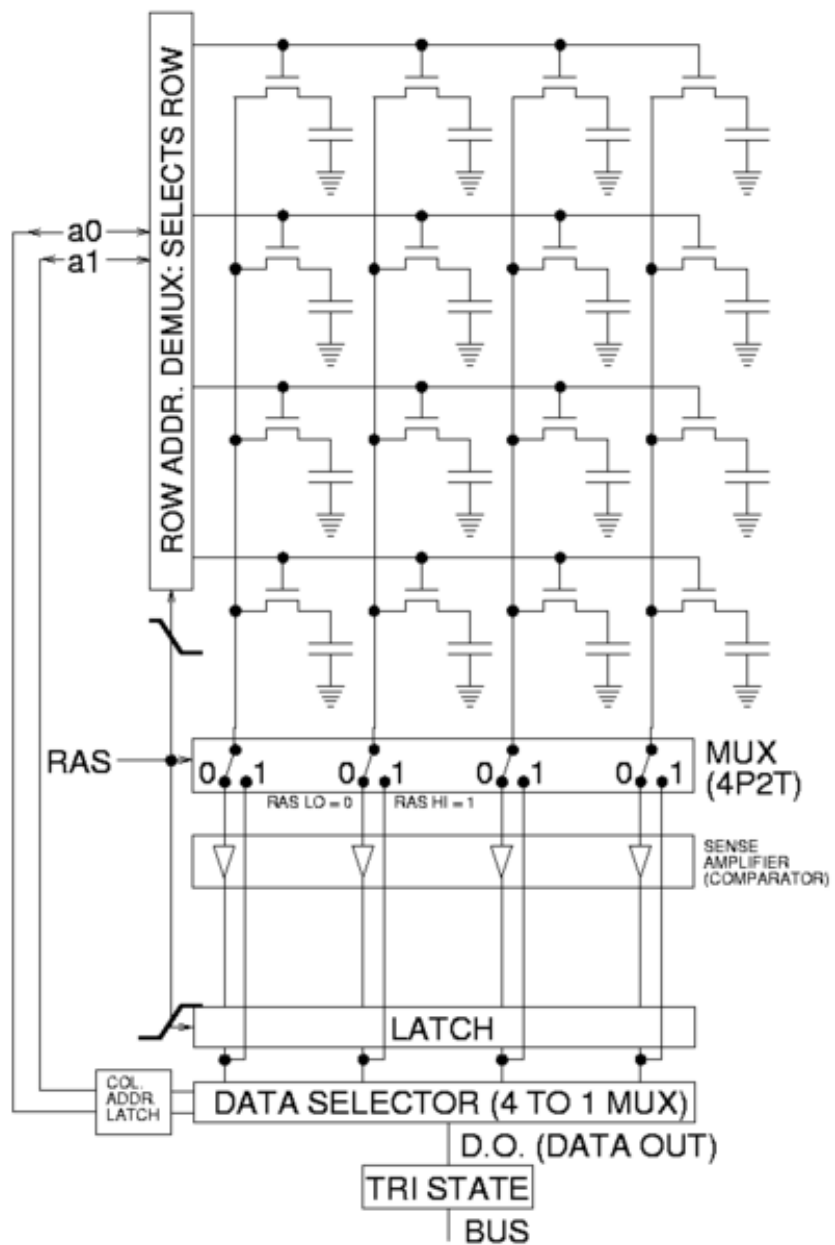 ROW ADDR. DEMUX: SELECTS ROW
a0
a1
RAS
0 1
0 1
0 1
0 1
MUX
(4P2T)
RAS LO = 0
RAS HI = 1
SENSE
AMPLIFIER
(COMPARATOR)
LATCH
COL.
ADDR.
LATCH
DATA SELECTOR (4 TO 1 MUX)
D.O. (DATA OUT)
TRI STATE
BUS